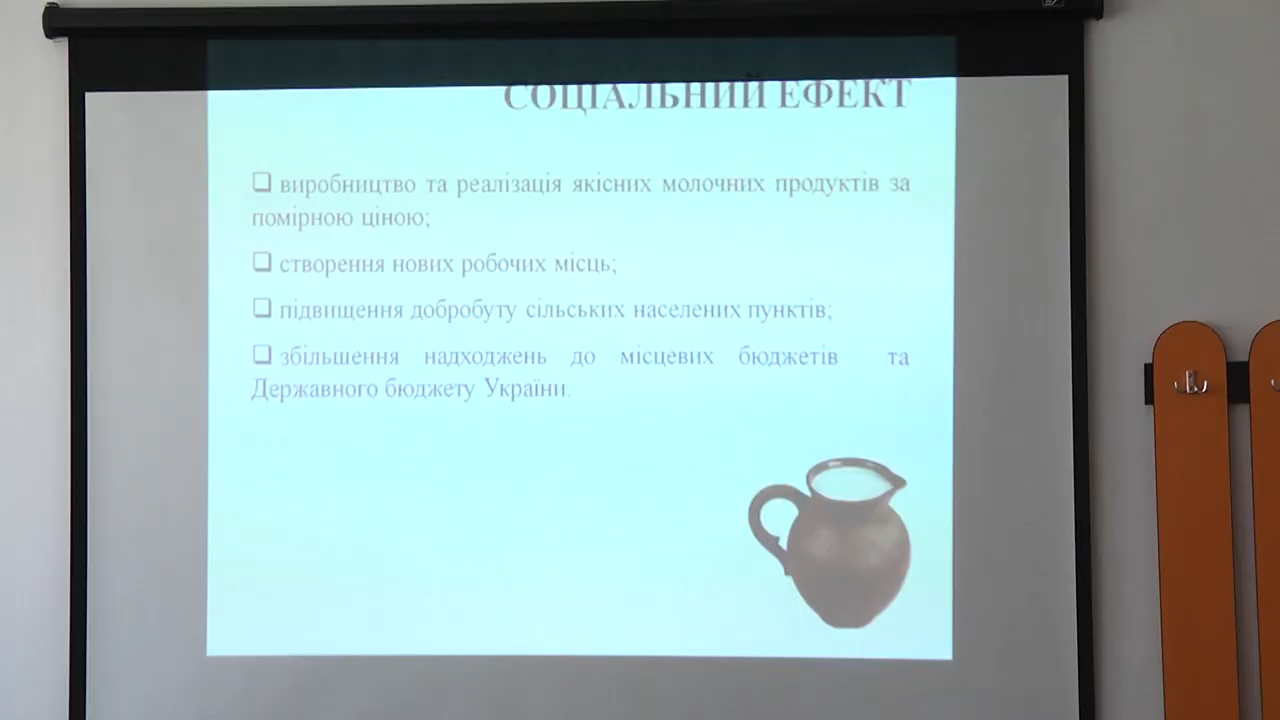 СОЦІАЛЬНИЙ ЕФЕКТ
❑ виробництво та реалізація якісних молочних продуктів за
помірною ціною;
❑ створення нових робочих місць;
❑ підвищення добробуту сільських населених пунктів;
❑ збільшення надходжень до місцевих бюджетів та
Державного бюджету України.